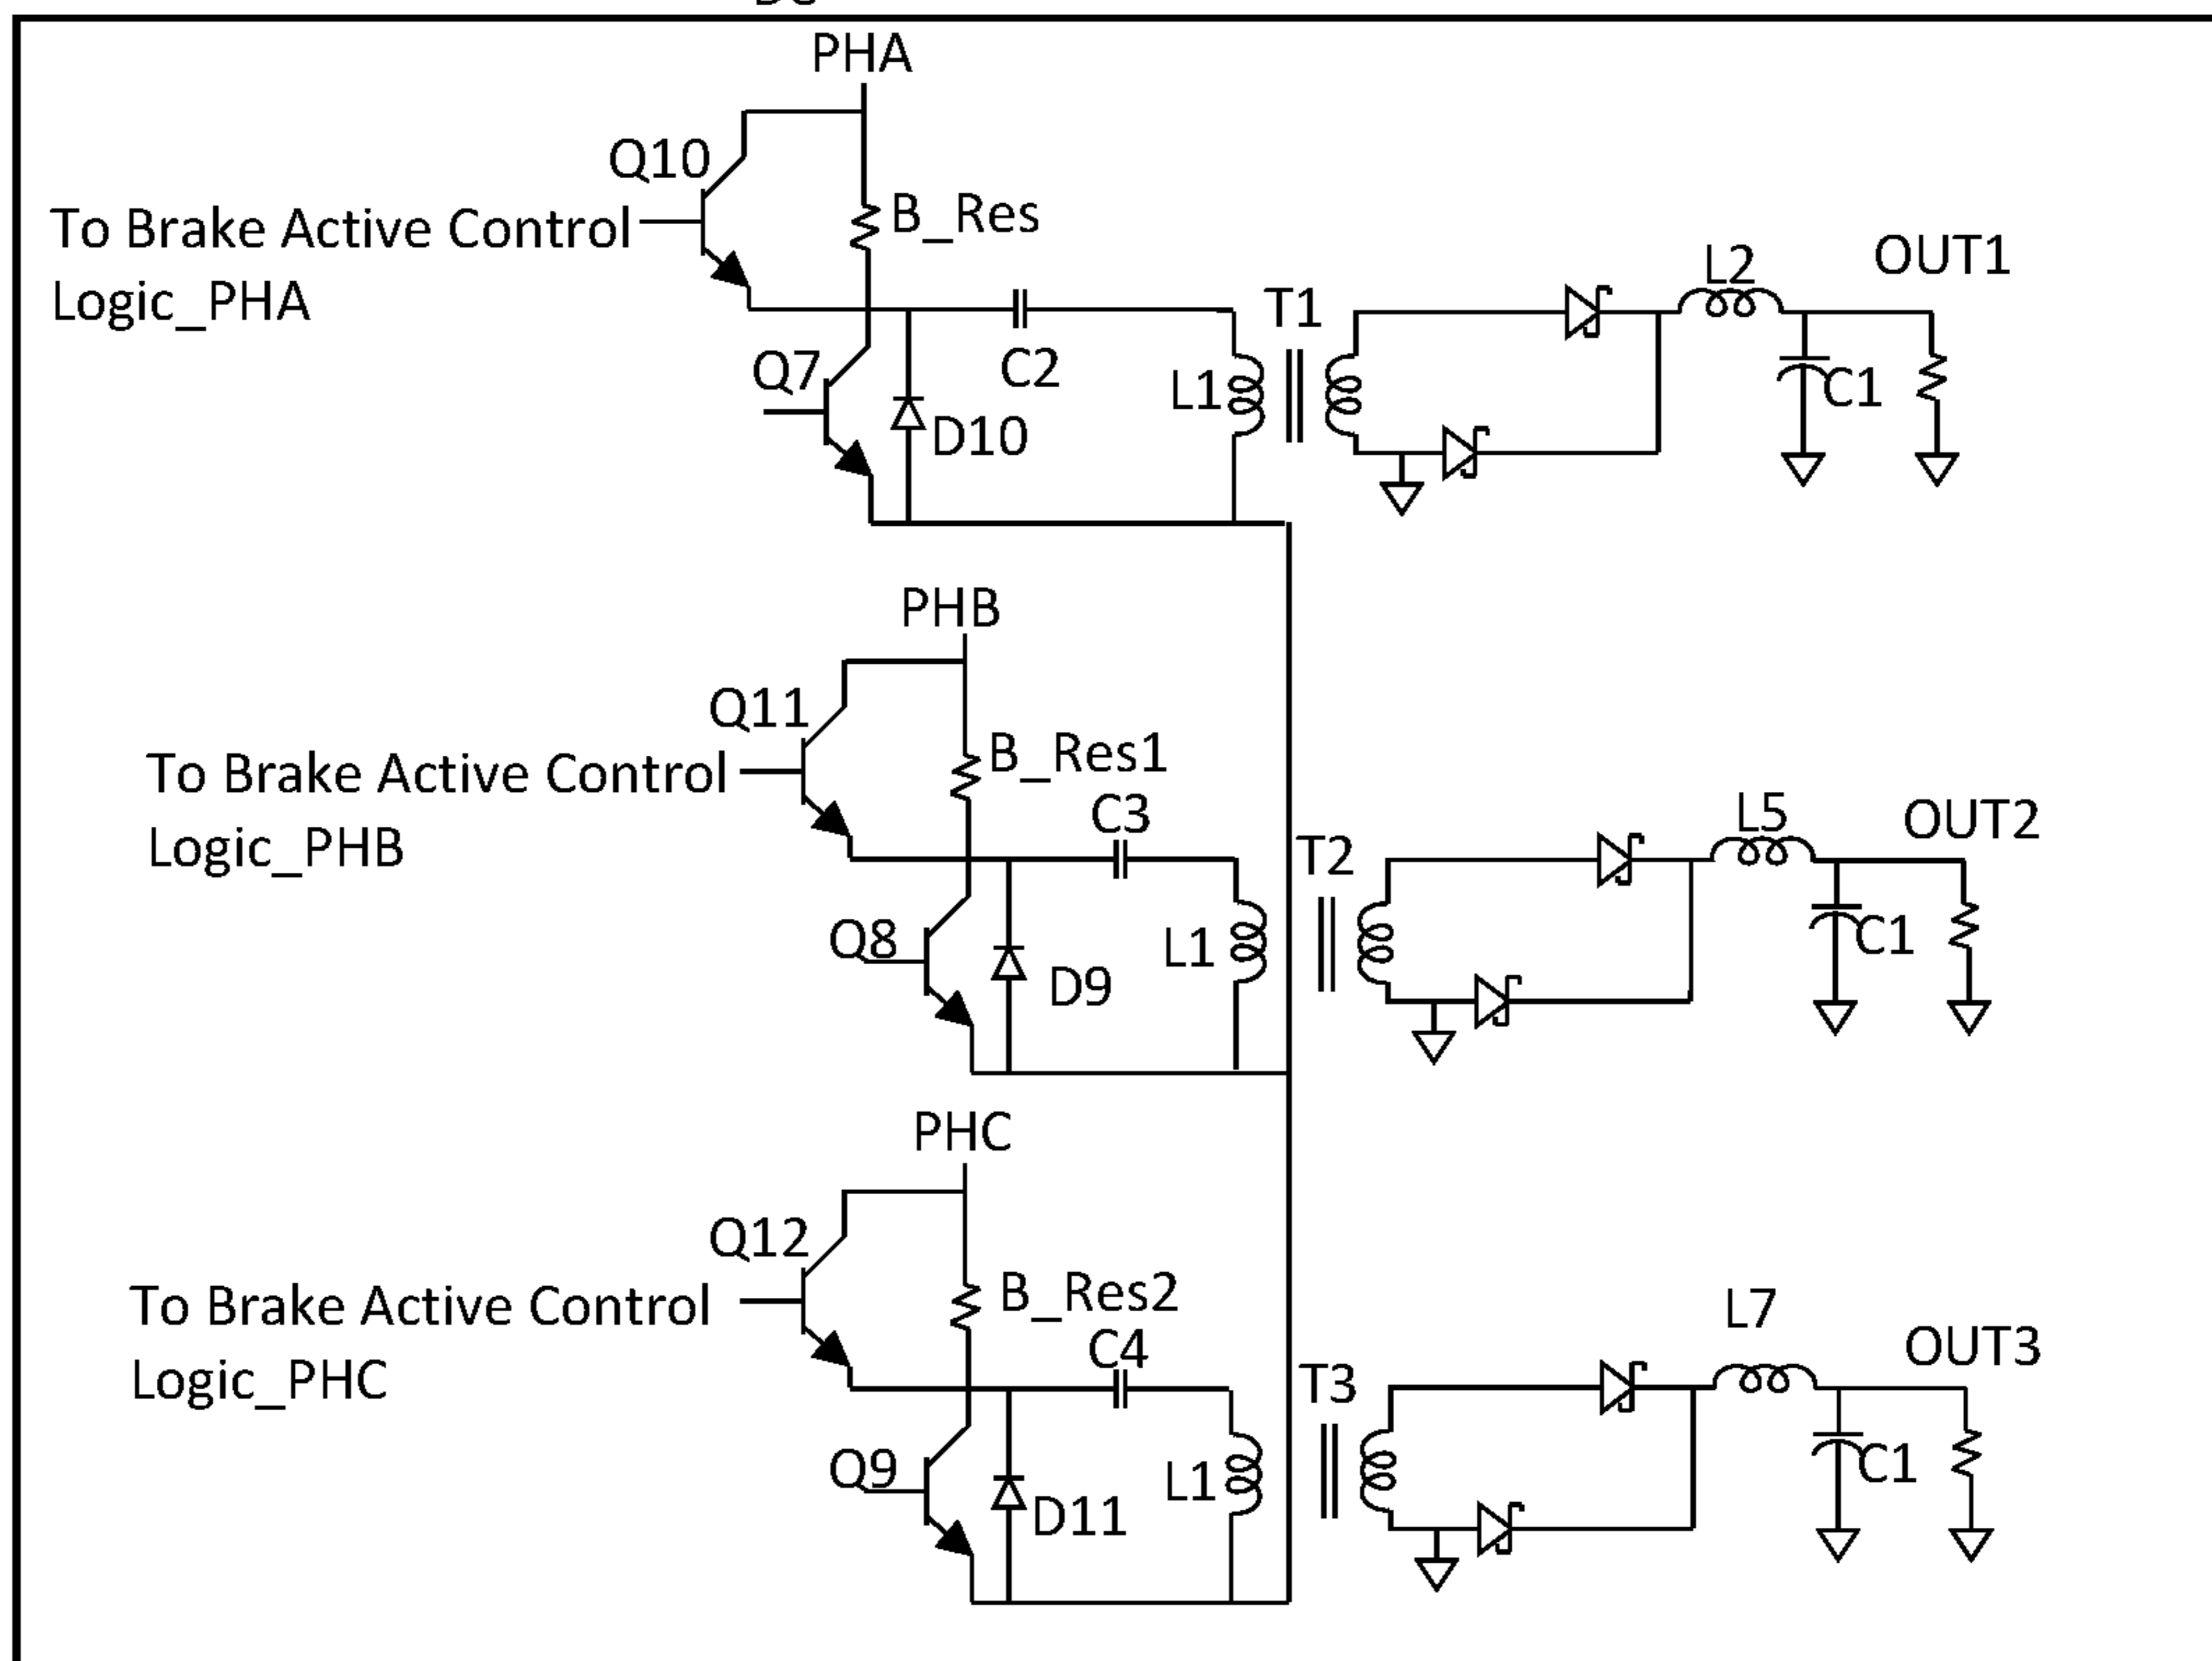 PHA
Q10
To Brake Active Control
Logic_PHA
B_Res
C2
Q7
D10
L1
T1
L2
OUT1
C1
PHB
Q11
To Brake Active Control
Logic_PHB
B_Res1
C3
Q8
D9
L1
T2
L5
OUT2
C1
PHC
Q12
To Brake Active Control
Logic_PHC
B_Res2
C4
Q9
D11
L1
T3
L7
OUT3
C1